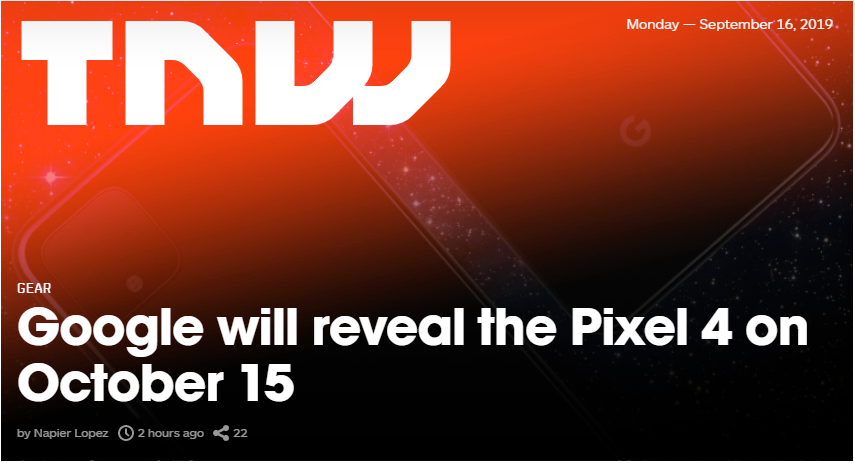 TNW
Monday — September 16, 2019
G
GEAR
Google will reveal the Pixel 4 on
October 15
by Napier Lopez 2 hours ago 22